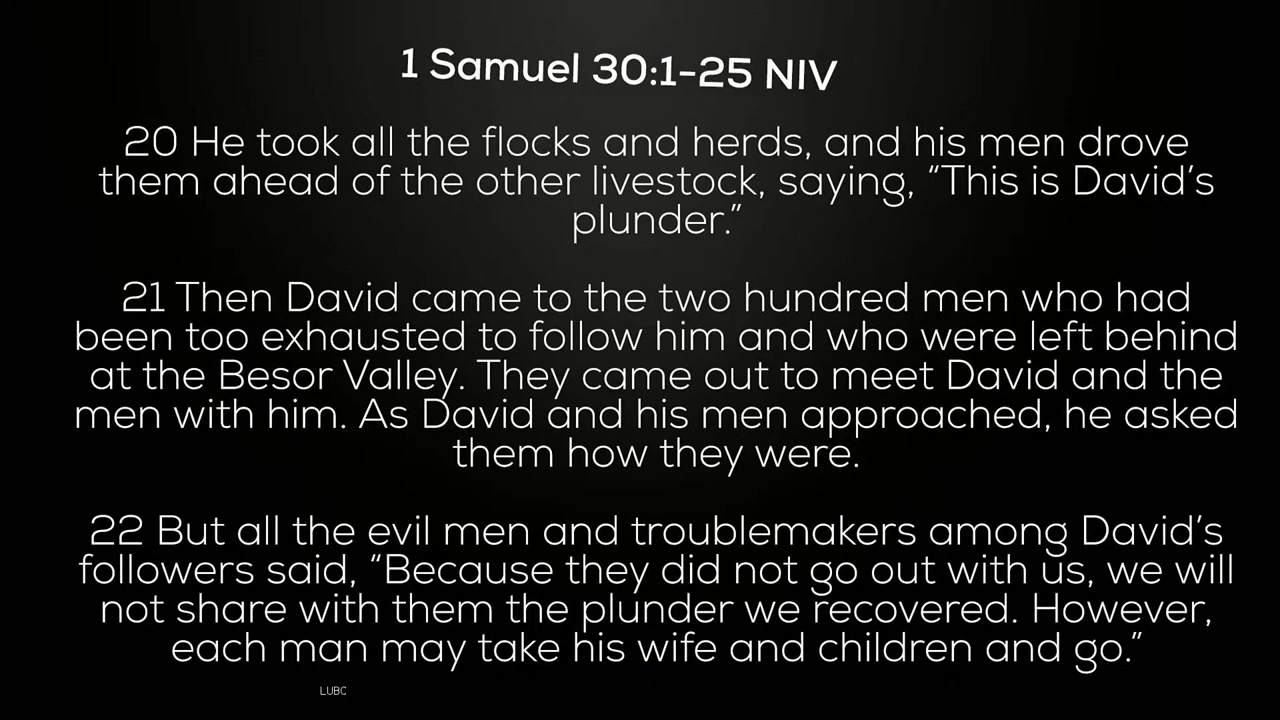 1 Samuel 30:1-25 NIV
20 He took all the flocks and herds, and his men drove
them ahead of the other livestock, saying, “This is David’s
plunder.”
21 Then David came to the two hundred men who had
been too exhausted to follow him and who were left behind
at the Besor Valley. They came out to meet David and the
men with him. As David and his men approached, he asked
them how they were.
22 But all the evil men and troublemakers among David’s
followers said, “Because they did not go out with us, we will
not share with them the plunder we recovered. However,
each man may take his wife and children and go.”
LUBC